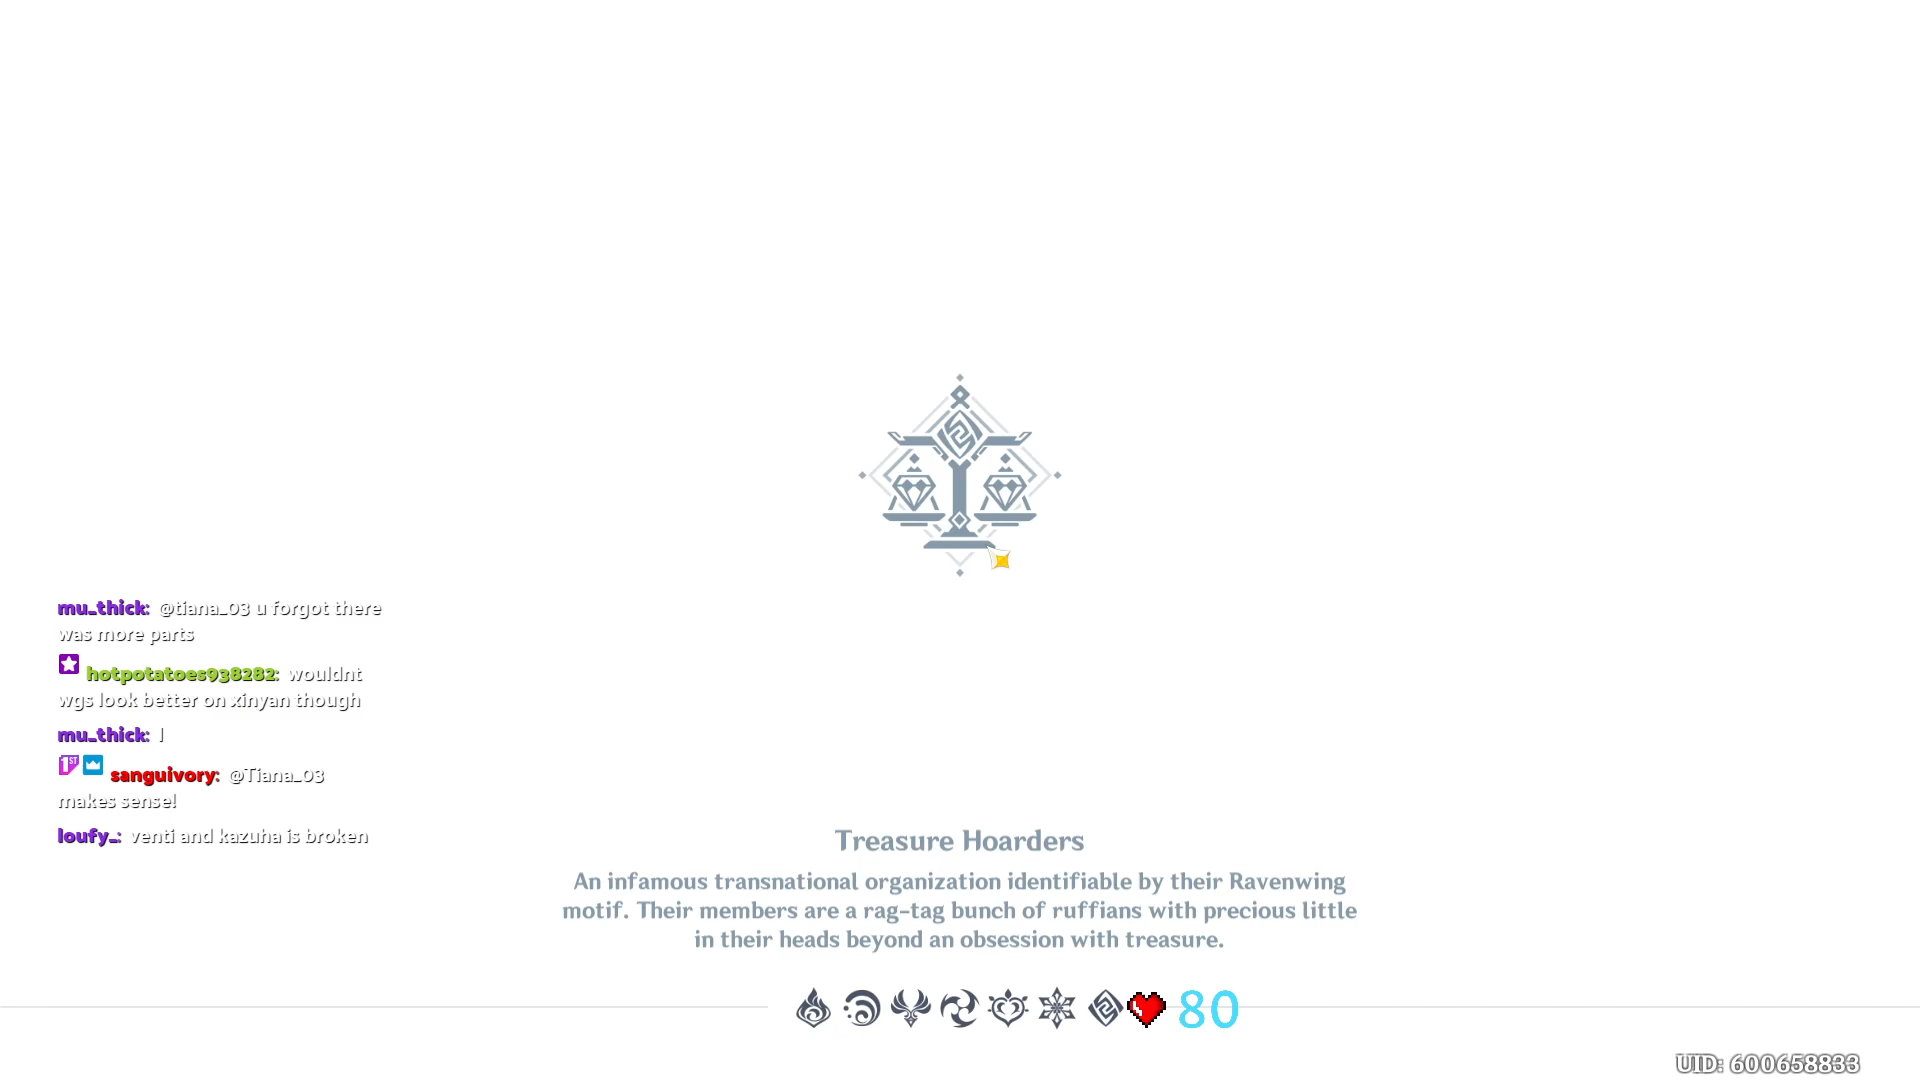 mu_thick: @tiana_03 u forgot there
was more parts
hotpotatoes938282: wouldnt
wgs look better on xinyan though
mu_thick: l
1ST
sanguivory: @Tiana_03
makes sense!
loufy_: venti and kazuha is broken
Treasure Hoarders
An infamous transnational organization identifiable by their Ravenwing
motif. Their members are a rag-tag bunch of ruffians with precious little
in their heads beyond an obsession with treasure.
80
UID: 600658833